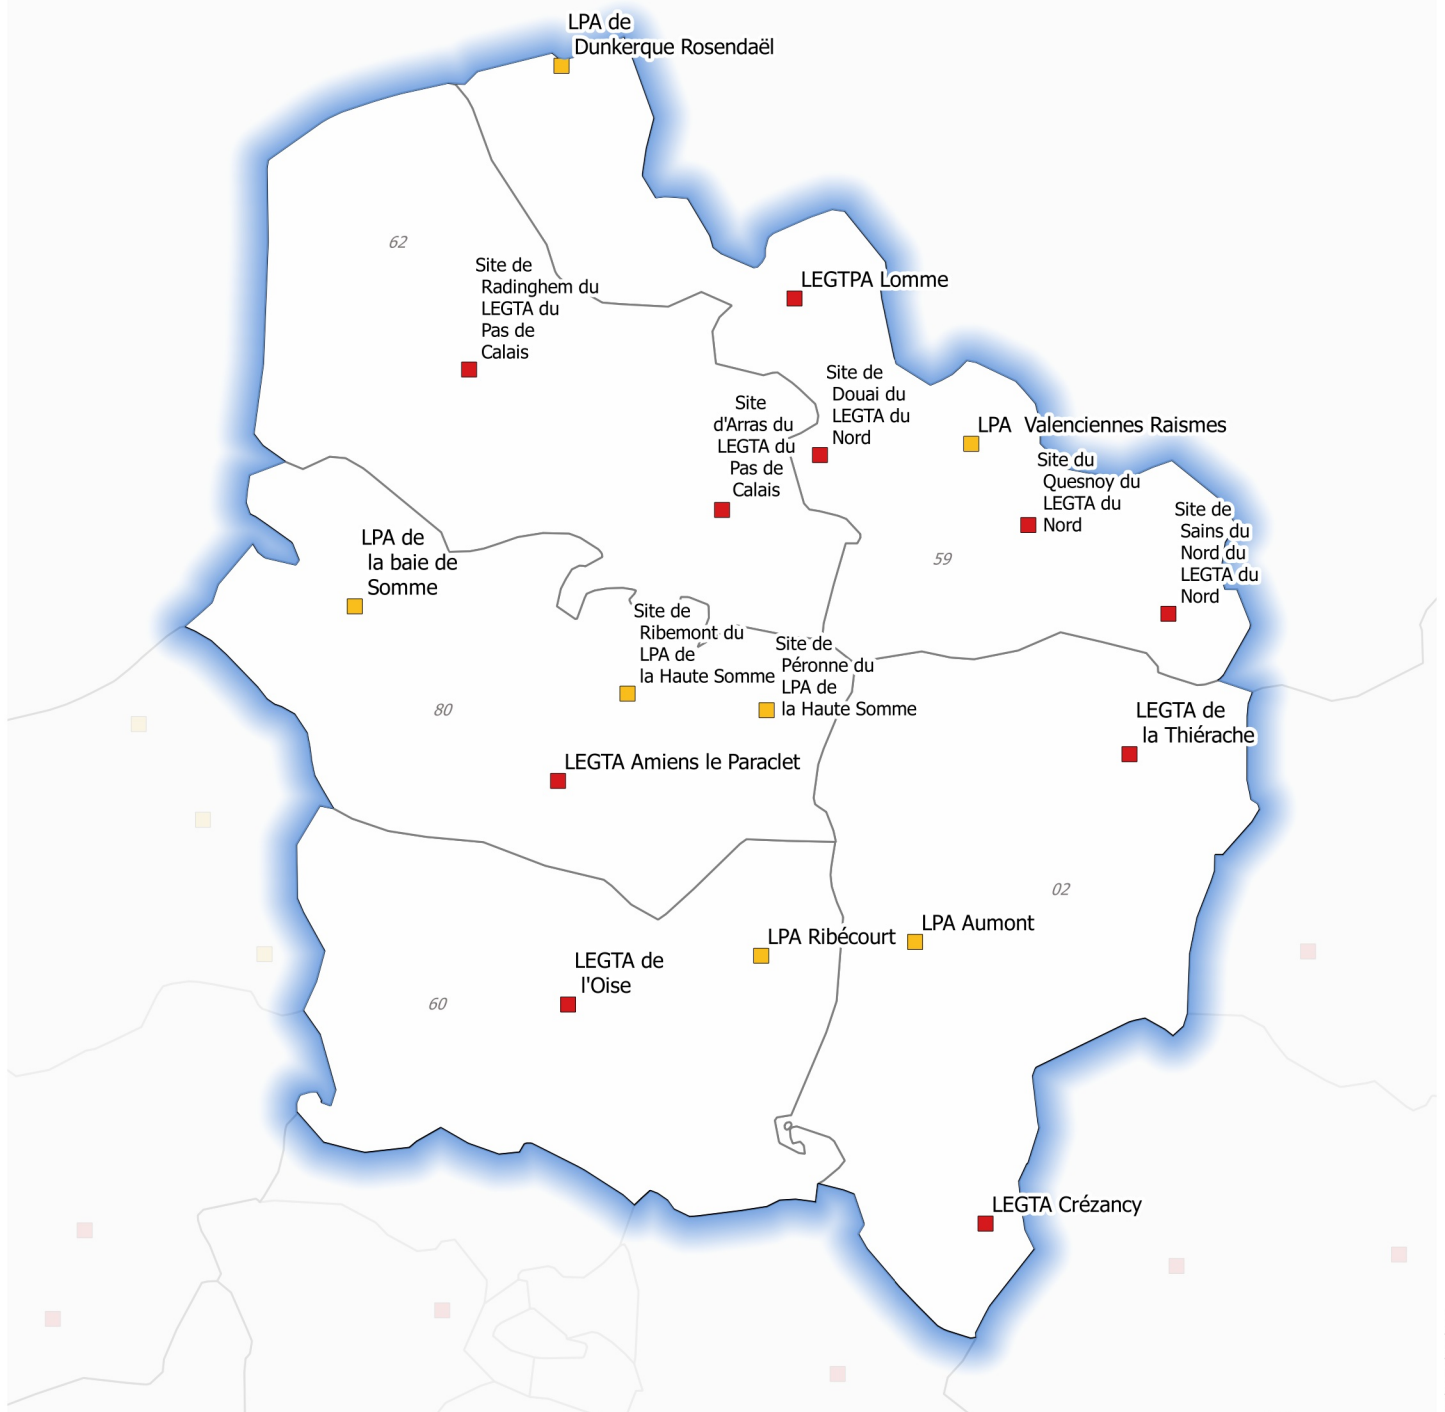 LPA de
Dunkerque Rosendaël
62
Site de
Radinghem du
LEGTA du
Pas de
Calais
LEGTPA Lomme
Site de
Douai du
LEGTA du
Nord
Site
d'Arras du
LEGTA du
Pas de
Calais
LPA Valenciennes Raismes
Site du
Quesnoy du
LEGTA du
Nord
Site de
Sains du
Nord du
LEGTA du
Nord
59
LPA de
la baie de
Somme
Site de
Ribemont du
LPA de
la Haute Somme
Site de
Péronne du
LPA de
la Haute Somme
80
LEGTA de
la Thiérache
LEGTA Amiens le Paraclet
02
LPA Ribécourt
LPA Aumont
LEGTA de
l'Oise
60
LEGTA Crézancy